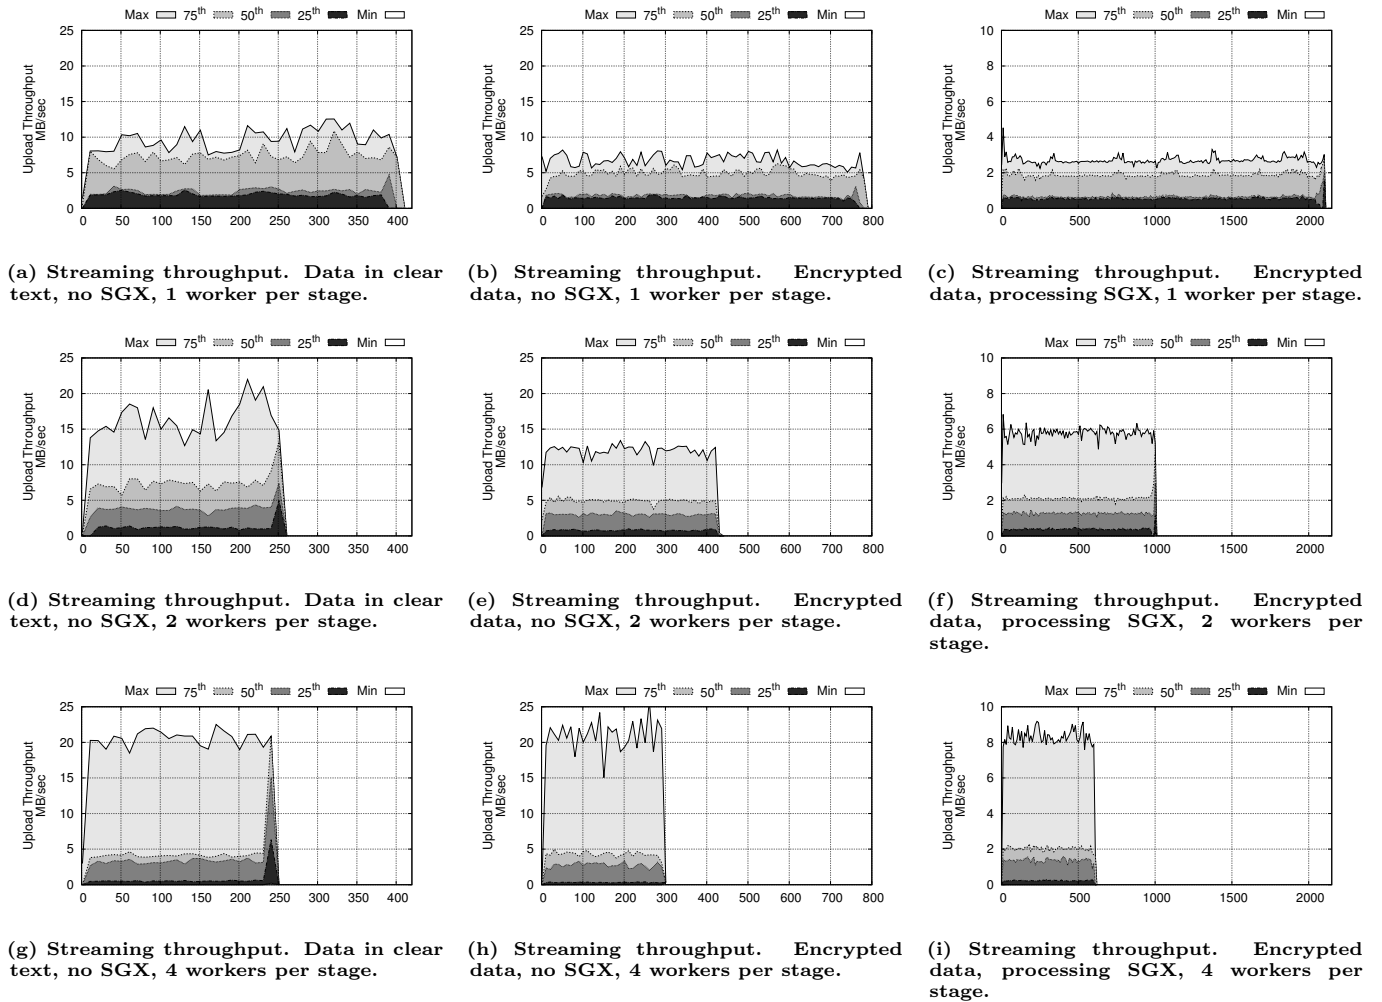 Max 75th 50th 25th Min
Max 75th 50th 25th Min
Max 75th 50th 25th Min
Upload Throughput
MB/sec
25
20
15
10
5
0
0 50 100 150 200 250 300 350 400
Upload Throughput
MB/sec
25
20
15
10
5
0
0 100 200 300 400 500 600 700 800
Upload Throughput
MB/sec
10
8
6
4
2
0
0 500 1000 1500 2000
(a) Streaming throughput. Data in clear
text, no SGX, 1 worker per stage.
(b) Streaming throughput. Encrypted
data, no SGX, 1 worker per stage.
(c) Streaming throughput. Encrypted
data, processing SGX, 1 worker per stage.
Max 75th 50th 25th Min
Max 75th 50th 25th Min
Max 75th 50th 25th Min
Upload Throughput
MB/sec
25
20
15
10
5
0
0 50 100 150 200 250 300 350 400
Upload Throughput
MB/sec
25
20
15
10
5
0
0 100 200 300 400 500 600 700 800
Upload Throughput
MB/sec
10
8
6
4
2
0
0 500 1000 1500 2000
(d) Streaming throughput. Data in clear
text, no SGX, 2 workers per stage.
(e) Streaming throughput. Encrypted
data, no SGX, 2 workers per stage.
(f) Streaming throughput. Encrypted
data, processing SGX, 2 workers per
stage.
Max 75th 50th 25th Min
Max 75th 50th 25th Min
Max 75th 50th 25th Min
Upload Throughput
MB/sec
25
20
15
10
5
0
0 50 100 150 200 250 300 350 400
Upload Throughput
MB/sec
25
20
15
10
5
0
0 100 200 300 400 500 600 700 800
Upload Throughput
MB/sec
10
8
6
4
2
0
0 500 1000 1500 2000
(g) Streaming throughput. Data in clear
text, no SGX, 4 workers per stage.
(h) Streaming throughput. Encrypted
data, no SGX, 4 workers per stage.
(i) Streaming throughput. Encrypted
data, processing SGX, 4 workers per
stage.